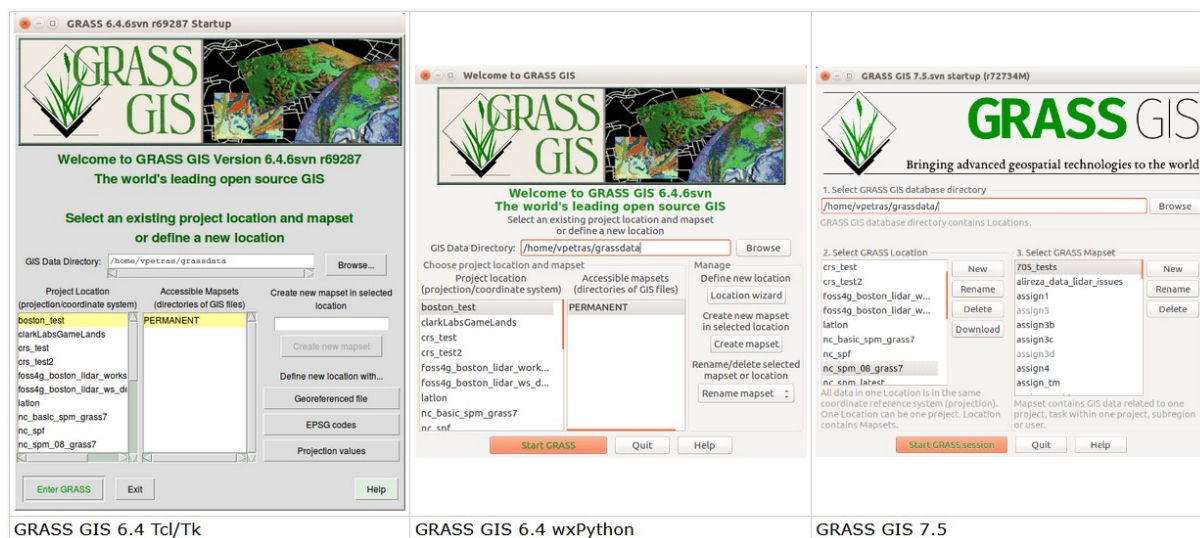 GRASS 6.4.6svn r69287 Startup
GRASS
GIS
Welcome to GRASS GIS Version 6.4.6svn r69287
The world's leading open source GIS
Select an existing project location and mapset
or define a new location
GIS Data Directory: /home/vpetras/grassdata Browse...
Project Location
(projection/coordinate system)
boston_test
clarkLabsGameLands
crs_test
crs_test2
foss4g_boston_lidar_works
foss4g_boston_lidar_ws_de
latlon
nc_basic_spm_grass7
nc_spf
nc_spm_08_grass7
Accessible Mapsets
(directories of GIS files)
PERMANENT
Create new mapset in selected
location
Create new mapset
Define new location with...
Georeferenced file
EPSG codes
Projection values
Enter GRASS Exit Help
GRASS GIS 6.4 Tcl/Tk
Welcome to GRASS GIS
GRASS
GIS
Welcome to GRASS GIS 6.4.6svn
The world's leading open source GIS
Select an existing project location and mapset
or define a new location
GIS Data Directory: /home/vpetras/grassdata Browse
Choose project location and mapset
Project location
(projection/coordinate system)
boston_test
clarkLabsGameLands
crs_test
crs_test2
foss4g_boston_lidar_work...
foss4g_boston_lidar_ws_d...
latlon
nc_basic_spm_grass7
nc_spf
Accessible mapsets
(directories of GIS files)
PERMANENT
Manage
Define new location
Location wizard
Create new mapset
in selected location
Create mapset
Rename/delete selected
mapset or location
Rename mapset
Start GRASS Quit Help
GRASS GIS 6.4 wxPython
GRASS GIS 7.5.svn startup (r72734M)
GRASS GIS
Bringing advanced geospatial technologies to the world
1. Select GRASS GIS database directory
/home/vpetras/grassdata/ Browse
GRASS GIS database directory contains Locations.
2. Select GRASS Location
crs_test
crs_test2
foss4g_boston_lidar_w...
foss4g_boston_lidar_w...
latlon
nc_basic_spm_grass7
nc_spf
nc_spm_08_grass7
nc_spm_latest
New
Rename
Delete
Download
All data in one Location is in the same
coordinate reference system (projection).
One Location can be one project. Location
contains Mapsets.
3. Select GRASS Mapset
705_tests
alireza_data_lidar_issues
assign1
assign3
assign3b
assign3c
assign3d
assign4
assign_tm
New
Rename
Delete
Mapset contains GIS data related to one
project, task within one project, subregion
or user.
Start GRASS session Quit Help
GRASS GIS 7.5